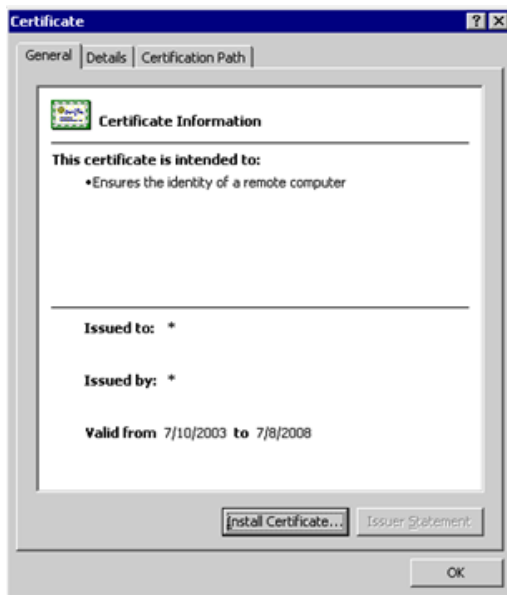 Certificate
General Details Certification Path
Certificate Information
This certificate is intended to:
•Ensures the identity of a remote computer
Issued to: *
Issued by: *
Valid from 7/10/2003 to 7/8/2008
Install Certificate... Issuer Statement
OK